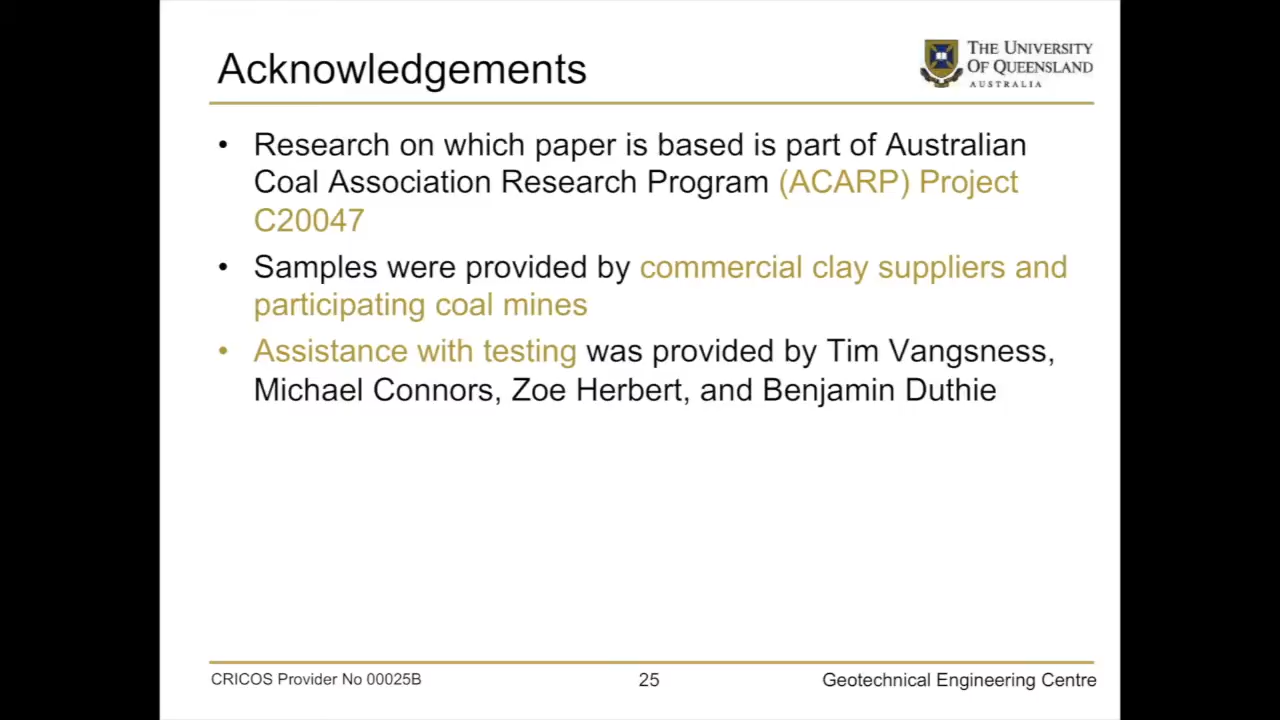 Acknowledgements
THE UNIVERSITY
OF QUEENSLAND
AUSTRALIA
• Research on which paper is based is part of Australian
Coal Association Research Program (ACARP) Project
C20047
• Samples were provided by commercial clay suppliers and
participating coal mines
• Assistance with testing was provided by Tim Vangsness,
Michael Connors, Zoe Herbert, and Benjamin Duthie
CRICOS Provider No 00025B
25
Geotechnical Engineering Centre